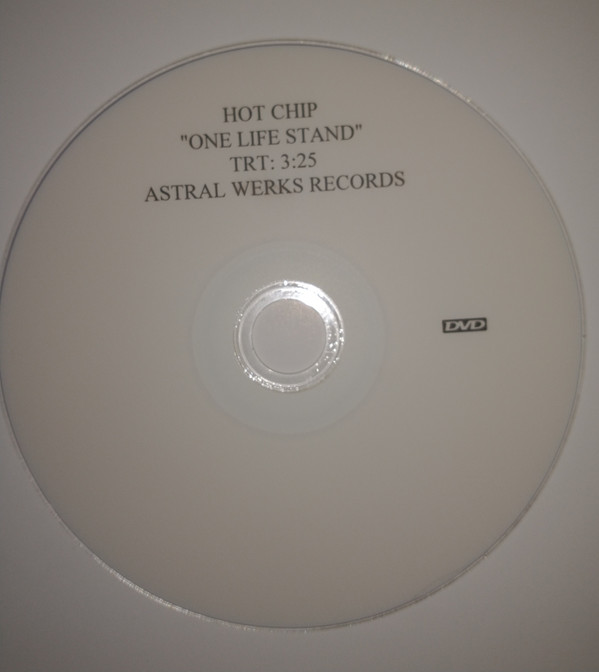 HOT CHIP
"ONE LIFE STAND"
TRT: 3:25
ASTRAL WERKS RECORDS
DVD